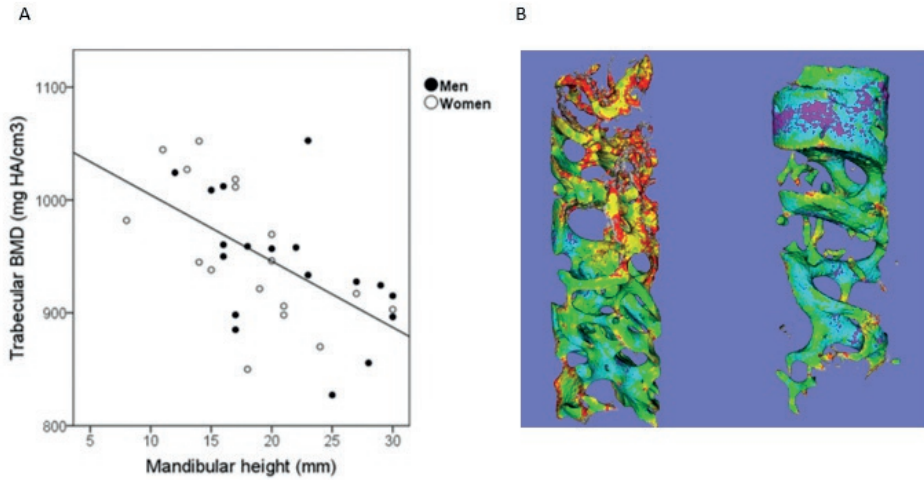 A
B
Trabecular BMD (mg HA/cm3)
1100
1000
900
800
5
10
15
20
25
30
Mandibular height (mm)
Men
Women